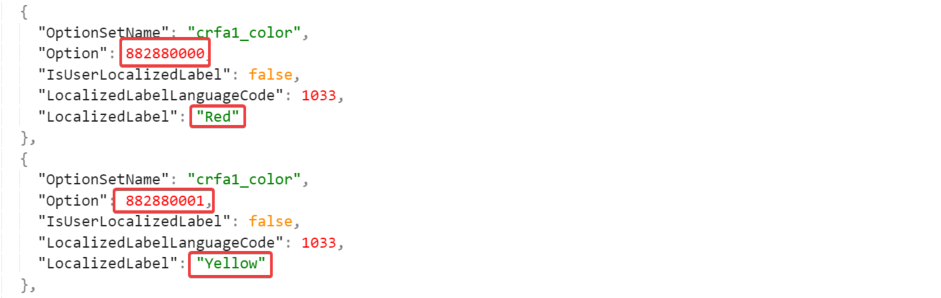 {
"OptionSetName": "crfa1_color",
"Option": 882880000,
"IsUserLocalizedLabel": false,
"LocalizedLabelLanguageCode": 1033,
"LocalizedLabel": "Red"
},
{
"OptionSetName": "crfa1_color",
"Option": 882880001,
"IsUserLocalizedLabel": false,
"LocalizedLabelLanguageCode": 1033,
"LocalizedLabel": "Yellow"
},